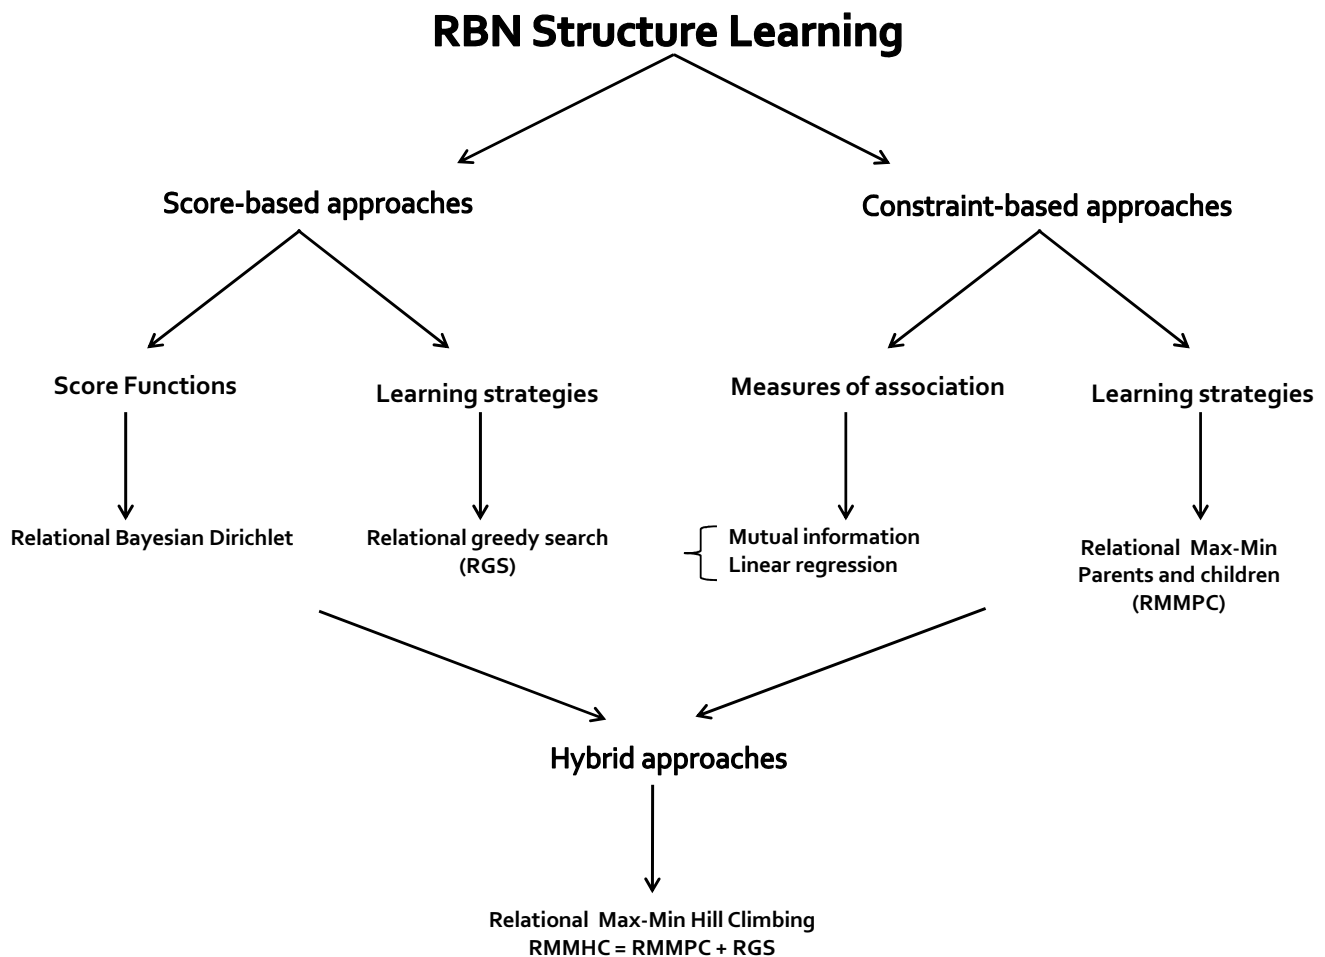 RBN Structure Learning
Score-based approaches
Constraint-based approaches
Score Functions
Learning strategies
Measures of association
Learning strategies
Relational Bayesian Dirichlet
Relational greedy search
(RGS)
Mutual information
Linear regression
Relational Max-Min
Parents and children
(RMMPC)
Hybrid approaches
Relational Max-Min Hill Climbing
RMMHC = RMMPC + RGS